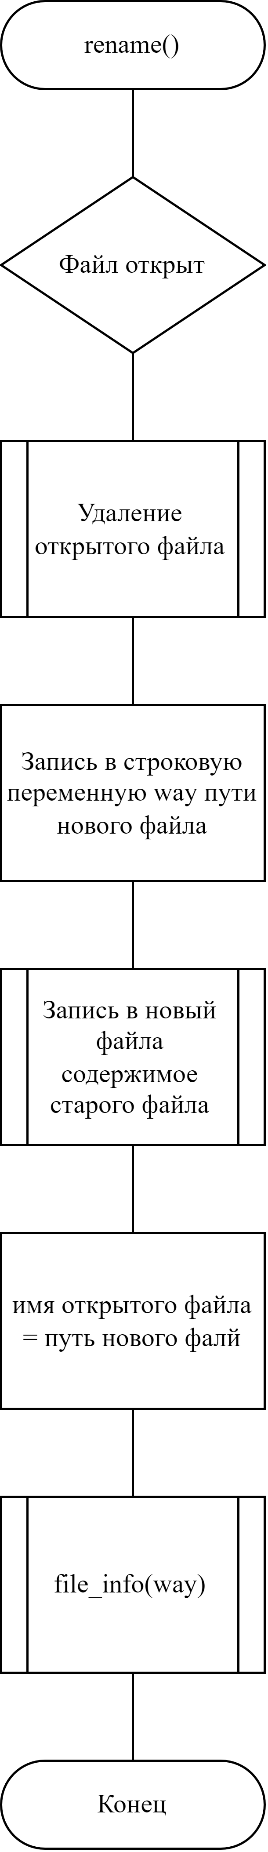 rename()
Файл открыт
Удаление
открытого файла
Запись в строковую
переменную way пути
нового файла
Запись в новый
файла
содержимое
старого файла
имя открытого файла
= путь нового фалй
file_info(way)
Конец